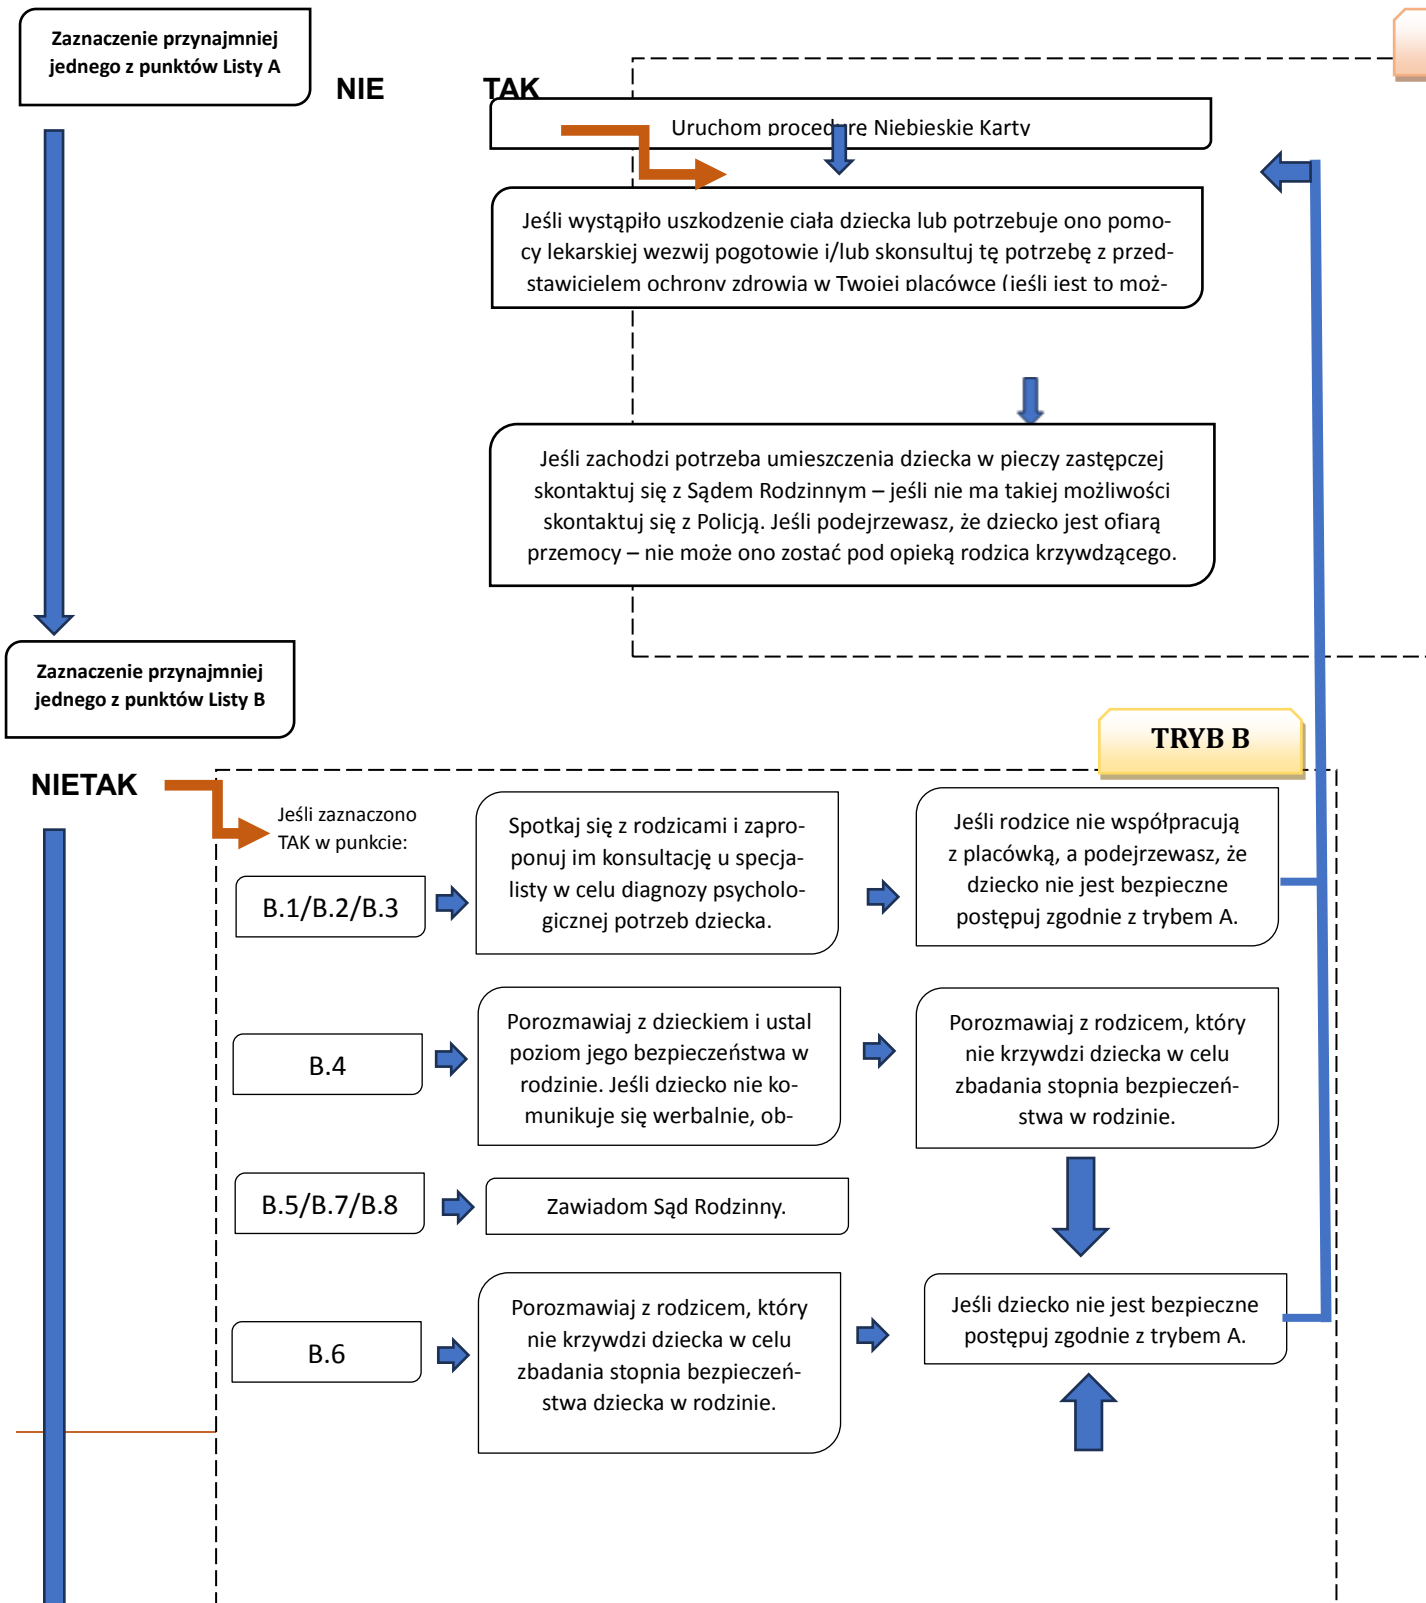 Zaznaczenie przynajmniej
jednego z punktów Listy A
NIE
TAK
Uruchom procedurę Niebieskie Karty
Jeśli wystąpiło uszkodzenie ciała dziecka lub potrzebuje ono pomo-
cy lekarskiej wezwij pogotowie i/lub skonsultuj tę potrzebę z przed-
stawicielem ochrony zdrowia w Twojej placówce (jeśli jest to moż-
Jeśli zachodzi potrzeba umieszczenia dziecka w pieczy zastępczej
skontaktuj się z Sądem Rodzinnym – jeśli nie ma takiej możliwości
skontaktuj się z Policją. Jeśli podejrzewasz, że dziecko jest ofiarą
przemocy – nie może ono zostać pod opieką rodzica krzywdzącego.
Zaznaczenie przynajmniej
jednego z punktów Listy B
TRYB B
NIETAK
Jeśli zaznaczono
TAK w punkcie:
B.1/B.2/B.3
Spotkaj się z rodzicami i zapro-
ponuj im konsultację u specja-
listy w celu diagnozy psycholo-
gicznej potrzeb dziecka.
Jeśli rodzice nie współpracują
z placówką, a podejrzewasz, że
dziecko nie jest bezpieczne
postępuj zgodnie z trybem A.
B.4
Porozmawiaj z dzieckiem i ustal
poziom jego bezpieczeństwa w
rodzinie. Jeśli dziecko nie ko-
munikuje się werbalnie, ob-
Porozmawiaj z rodzicem, który
nie krzywdzi dziecka w celu
zbadania stopnia bezpieczeń-
stwa w rodzinie.
B.5/B.7/B.8
Zawiadom Sąd Rodzinny.
B.6
Porozmawiaj z rodzicem, który
nie krzywdzi dziecka w celu
zbadania stopnia bezpieczeń-
stwa dziecka w rodzinie.
Jeśli dziecko nie jest bezpieczne
postępuj zgodnie z trybem A.